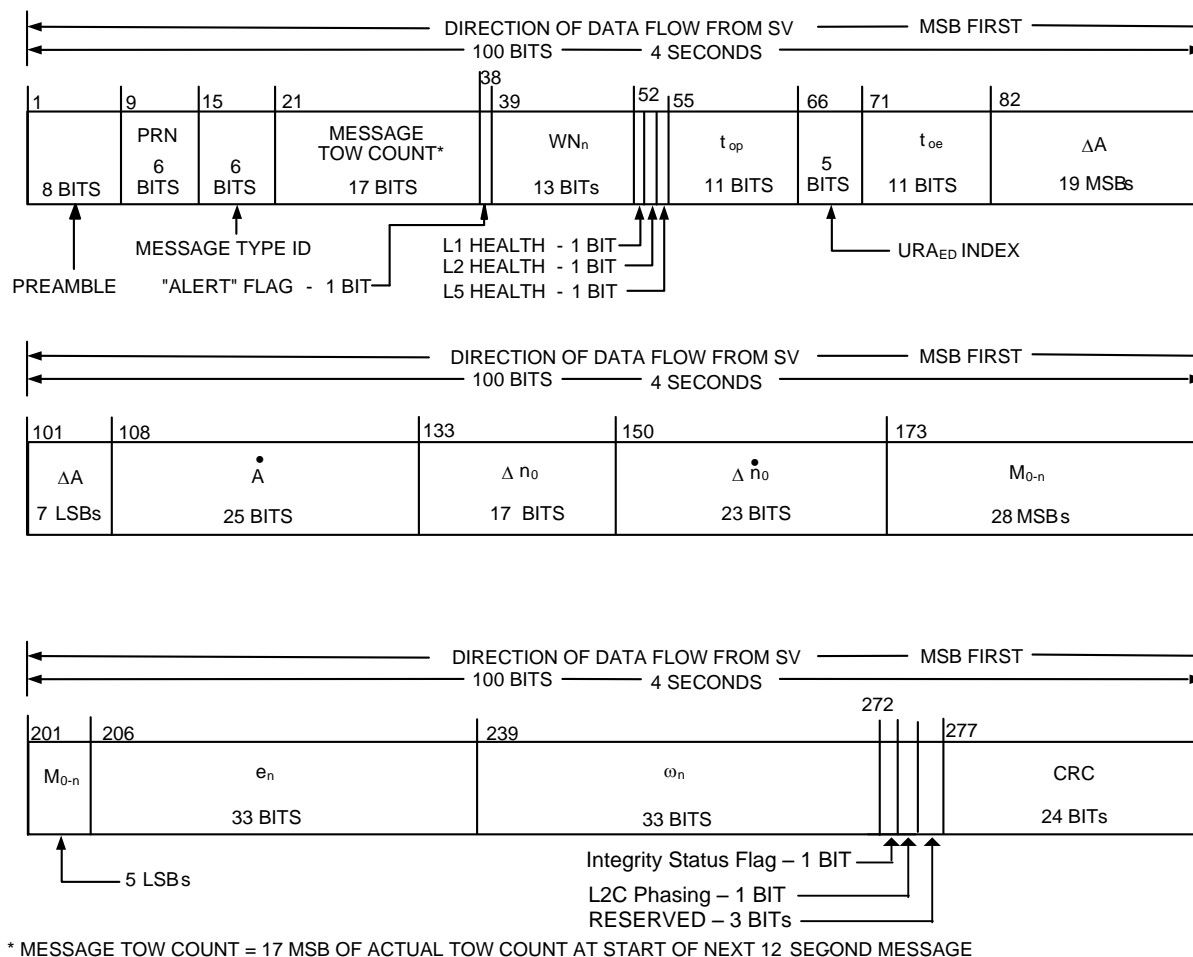 DIRECTION OF DATA FLOW FROM SV MSB FIRST
100 BITS 4 SECONDS
1 9 15 21 38 39 52 55 66 71 82
PRN MESSAGE WNn top toe ΔA
TOW COUNT*
8 BITS 6 BITS 6 BITS 17 BITS 13 BITs 11 BITS 5 BITS 11 BITS 19 MSBs
MESSAGE TYPE ID
L1 HEALTH - 1 BIT
URAED INDEX
L2 HEALTH - 1 BIT
PREAMBLE
"ALERT" FLAG - 1 BIT
L5 HEALTH - 1 BIT
DIRECTION OF DATA FLOW FROM SV MSB FIRST
100 BITS 4 SECONDS
101 108 133 150 173
ΔA Ȧ Δ n0 Δ ṅ0 M0-n
7 LSBs 25 BITS 17 BITS 23 BITS 28 MSBs
DIRECTION OF DATA FLOW FROM SV MSB FIRST
100 BITS 4 SECONDS
201 206 239 272 277
M0-n en ωn CRC
33 BITS 33 BITS 24 BITs
Integrity Status Flag – 1 BIT
5 LSBs
L2C Phasing – 1 BIT
RESERVED – 3 BITs
* MESSAGE TOW COUNT = 17 MSB OF ACTUAL TOW COUNT AT START OF NEXT 12 SEGOND MESSAGE